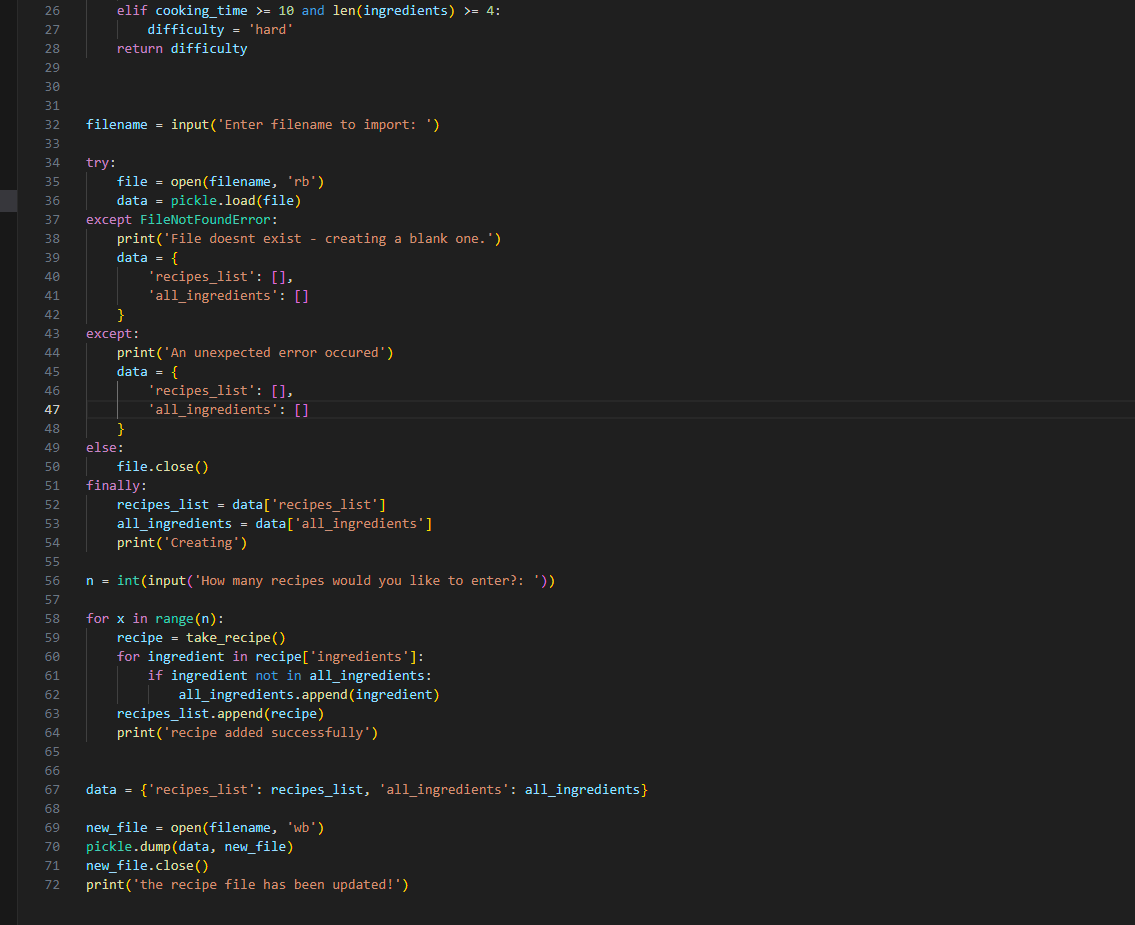 26 elif cooking_time >= 10 and len(ingredients) >= 4:
27 difficulty = 'hard'
28 return difficulty
29
30
31
32 filename = input('Enter filename to import: ')
33
34 try:
35 file = open(filename, 'rb')
36 data = pickle.load(file)
37 except FileNotFoundError:
38 print('File doesnt exist - creating a blank one.')
39 data = {
40 'recipes_list': [],
41 'all_ingredients': []
42 }
43 except:
44 print('An unexpected error occured')
45 data = {
46 'recipes_list': [],
47 'all_ingredients': []
48 }
49 else:
50 file.close()
51 finally:
52 recipes_list = data['recipes_list']
53 all_ingredients = data['all_ingredients']
54 print('Creating')
55
56 n = int(input('How many recipes would you like to enter?: '))
57
58 for x in range(n):
59 recipe = take_recipe()
60 for ingredient in recipe['ingredients']:
61 if ingredient not in all_ingredients:
62 all_ingredients.append(ingredient)
63 recipes_list.append(recipe)
64 print('recipe added successfully')
65
66
67 data = {'recipes_list': recipes_list, 'all_ingredients': all_ingredients}
68
69 new_file = open(filename, 'wb')
70 pickle.dump(data, new_file)
71 new_file.close()
72 print('the recipe file has been updated!')